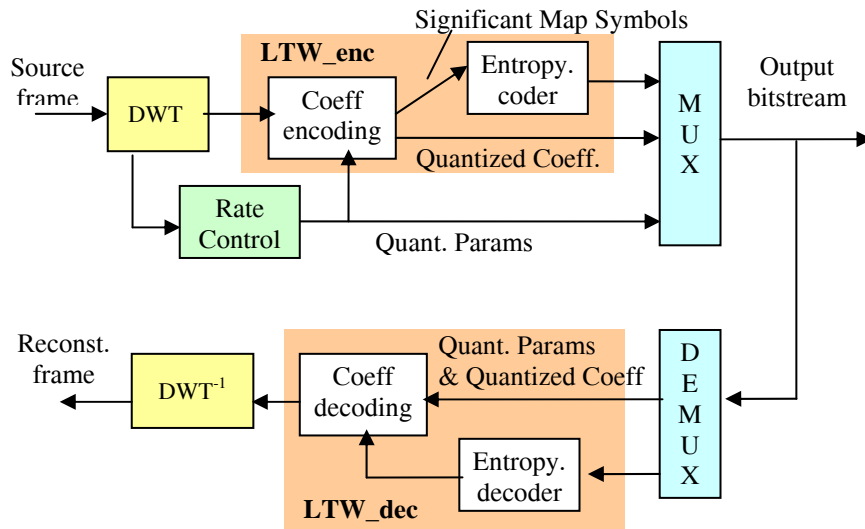 Significant Map Symbols
LTW_enc
Source
frame
DWT
Coeff
encoding
Entropy.
coder
M
U
X
Output
bitstream
Quantized Coeff.
Rate
Control
Quant. Params
Reconst.
frame
DWT-1
LTW_dec
Coeff
decoding
Quant. Params
& Quantized Coeff
Entropy.
decoder
D
E
M
U
X